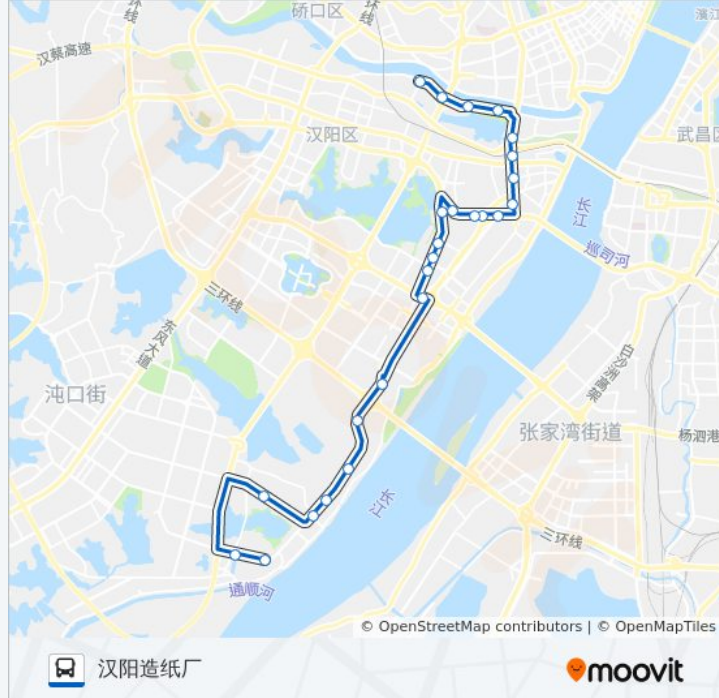 硚口区
环线
环线
汉蔡高速
汉阳区
武昌区
长江
巡司河
三环线
东风大道
白沙洲高架
沌口街
张家湾街道
杨泗港
长江
三环线
通顺河
© OpenStreetMap contributors | © OpenMapTiles
汉阳造纸厂
moovit